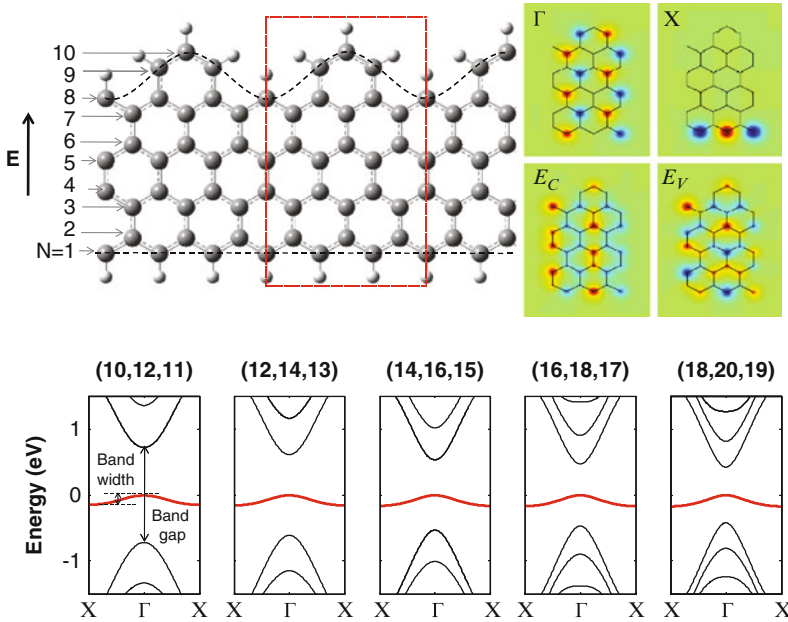 10
9
8
7
6
5
4
3
2
N=1
E
Γ
X
E_C
E_V
(10,12,11)
(12,14,13)
(14,16,15)
(16,18,17)
(18,20,19)
Energy (eV)
1
0
-1
Band
width
Band
gap
X Γ X
X Γ X
X Γ X
X Γ X
X Γ X